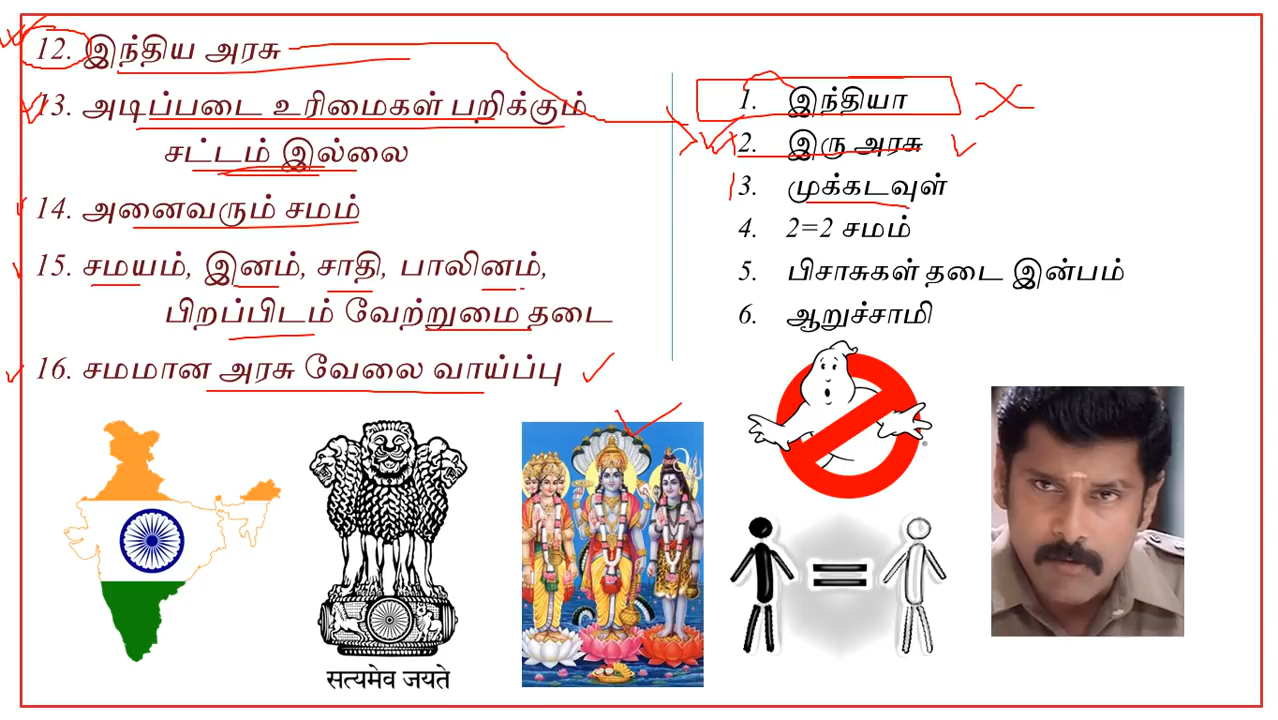 12. இந்திய அரசு
13. அடிப்படை உரிமைகள் பறிக்கும்
சட்டம் இல்லை
14. அனைவரும் சமம்
15. சமயம், இனம், சாதி, பாலினம்,
பிறப்பிடம் வேற்றுமை தடை
16. சமமான அரசு வேலை வாய்ப்பு
1. இந்தியா
2. இரு அரசு
3. முக்கடவுள்
4. 2=2 சமம்
5. பிசாசுகள் தடை இன்பம்
6. ஆறுச்சாமி
सत्यमेव जयते